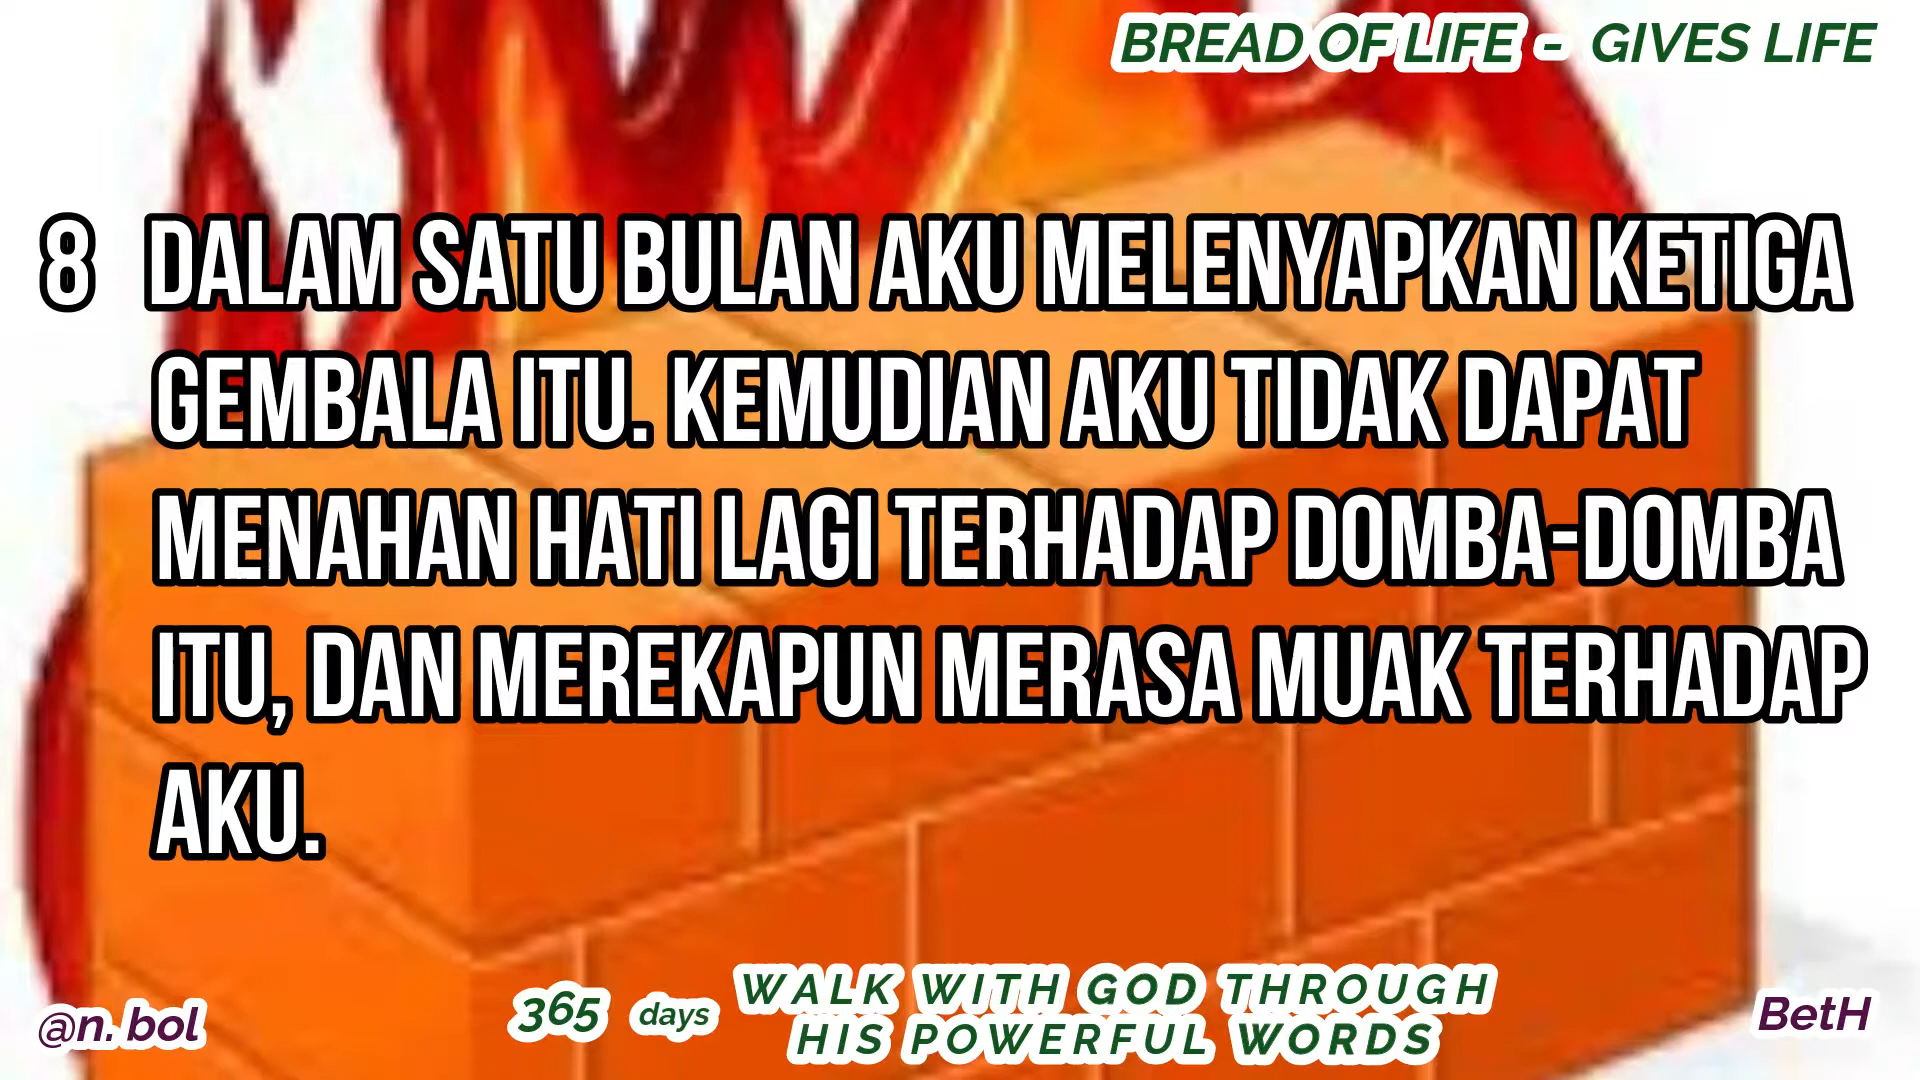 BREAD OF LIFE - GIVES LIFE
8 DALAM SATU BULAN AKU MELENYAPKAN KETIGA
GEMBALA ITU. KEMUDIAN AKU TIDAK DAPAT
MENAHAN HATI LAGI TERHADAP DOMBA-DOMBA
ITU, DAN MEREKAPUN MERASA MUAK TERHADAP
AKU.
@n. bol
365 days
WALK WITH GOD THROUGH
HIS POWERFUL WORDS
BetH